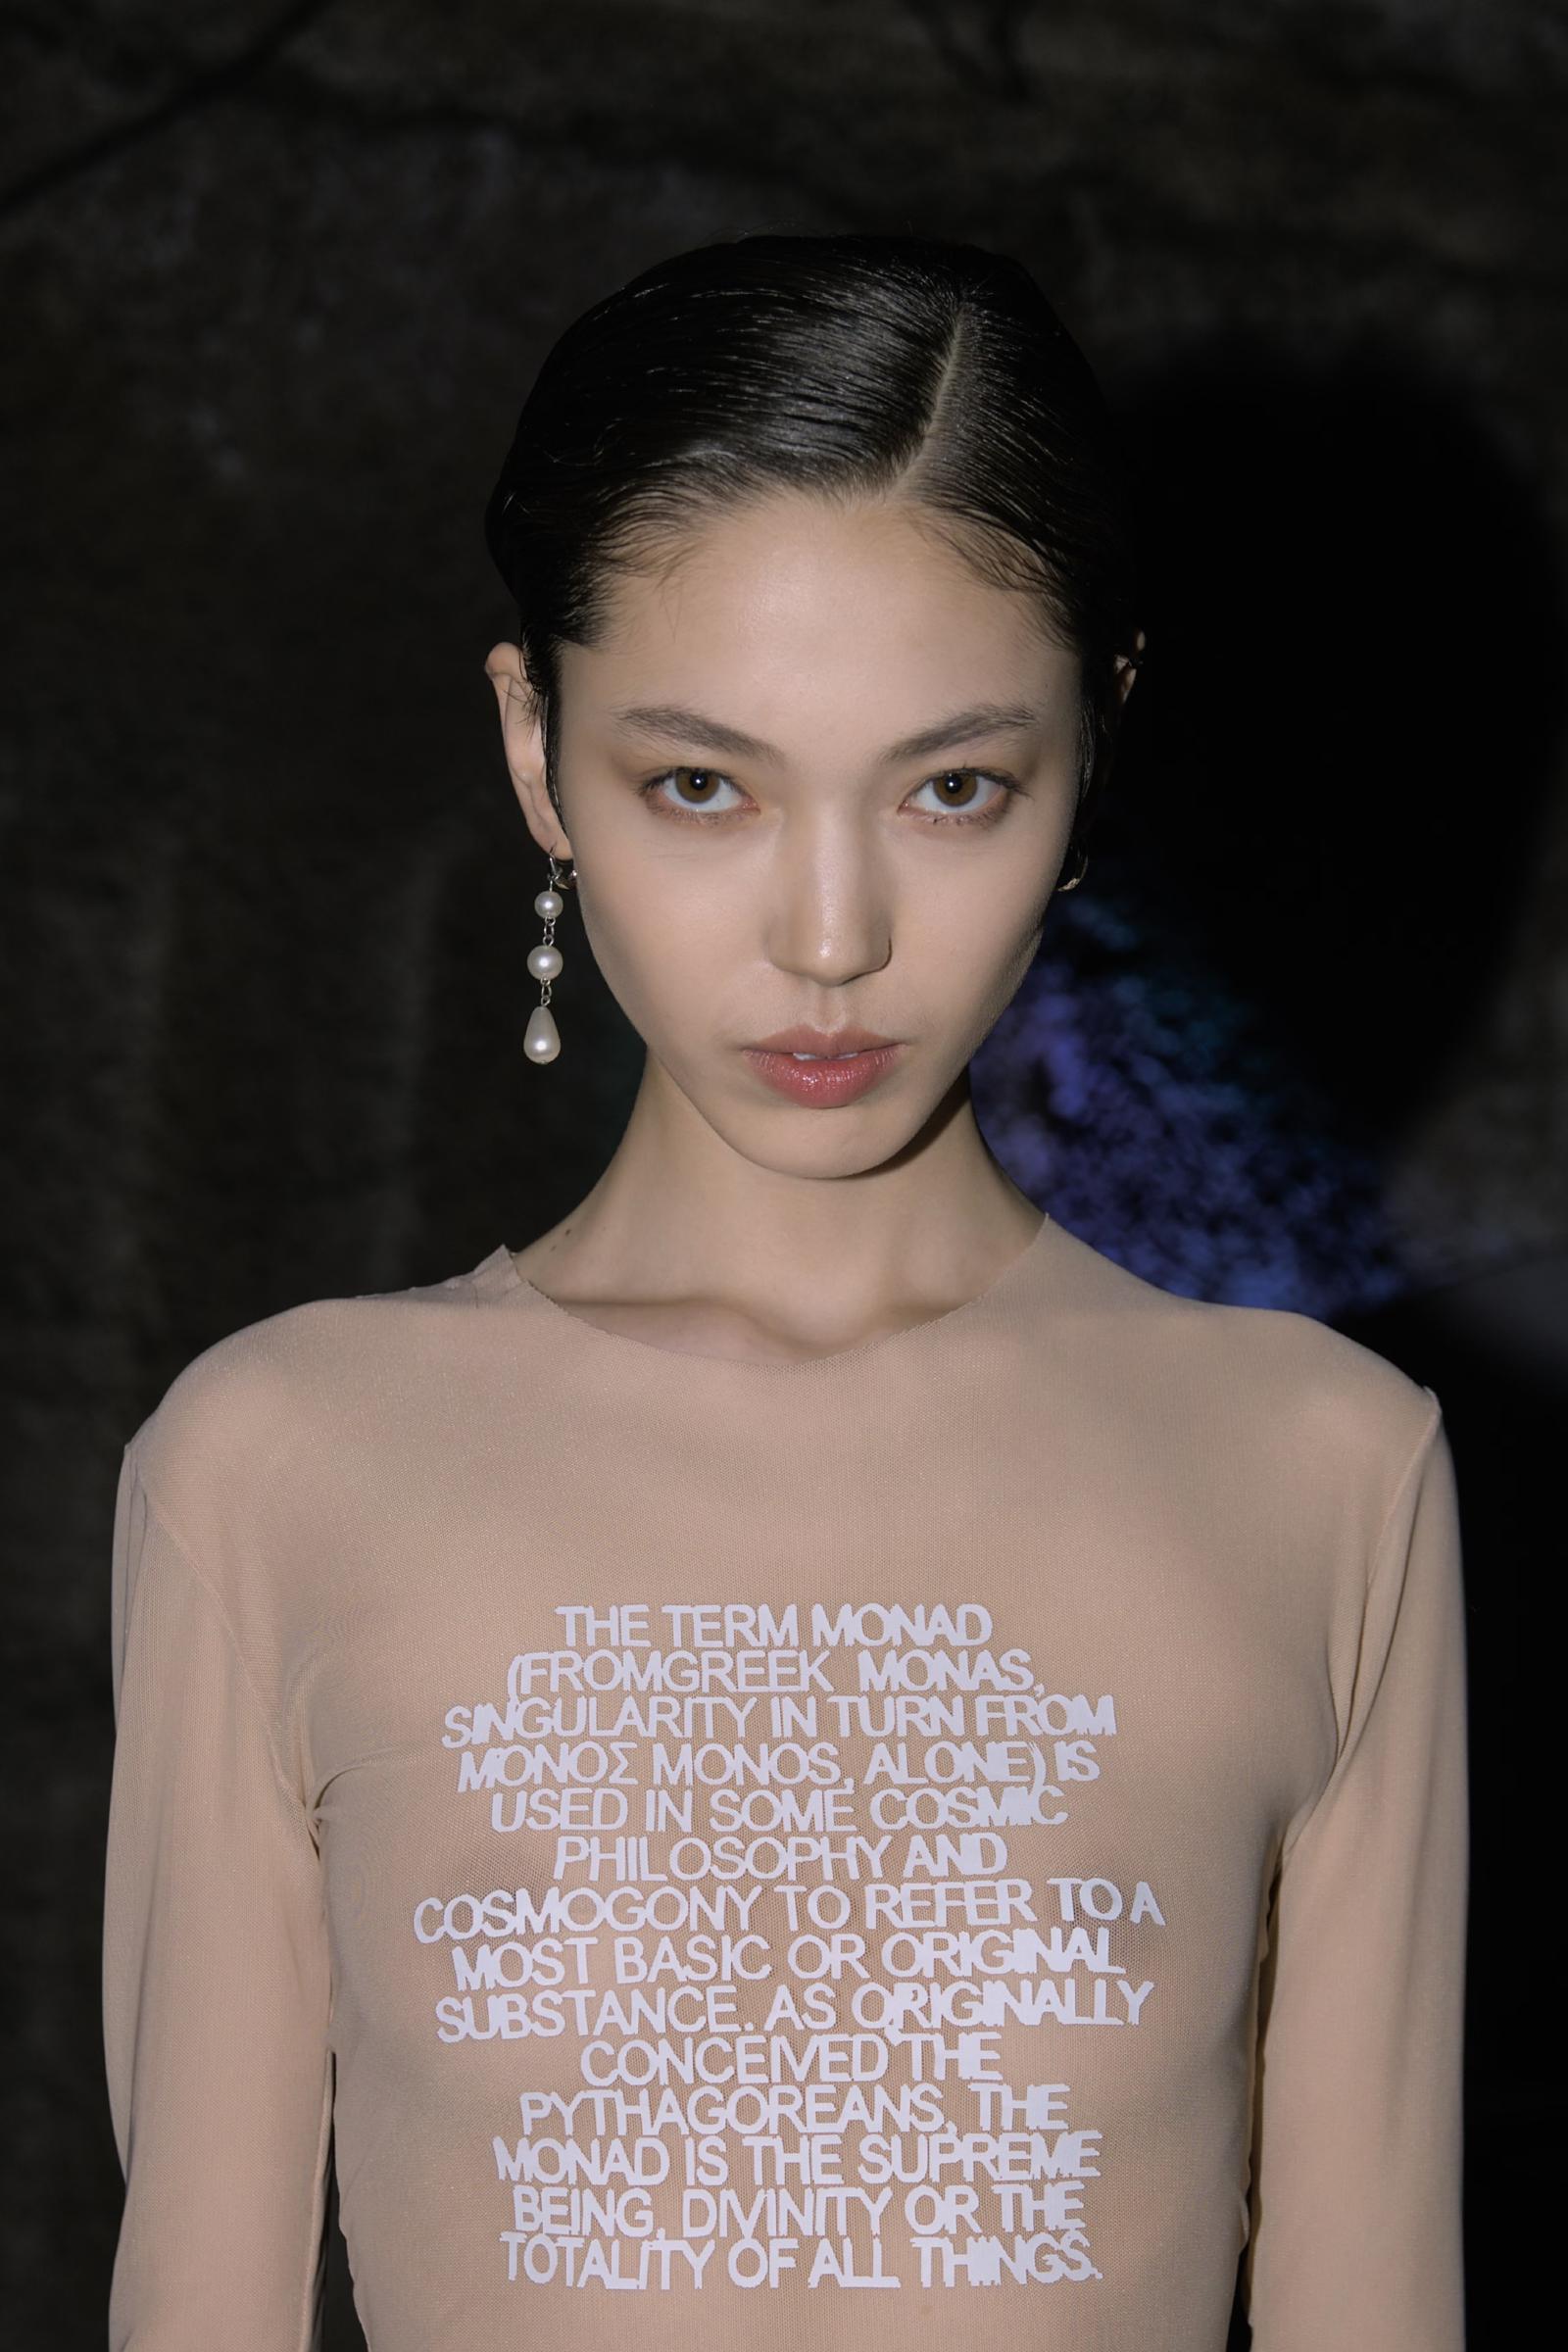 THE TERM MONAD
(FROMGREEK MONAS,
SINGULARITY IN TURN FROM
MONOΣ MONOS, ALONE) IS
USED IN SOME COSMIC
PHILOSOPHY AND
COSMOGONY TO REFER TO A
MOST BASIC OR ORIGINAL
SUBSTANCE. AS ORIGINALLY
CONCEIVED THE
PYTHAGOREANS, THE
MONAD IS THE SUPREME
BEING, DIVINITY OR THE
TOTALITY OF ALL THINGS.